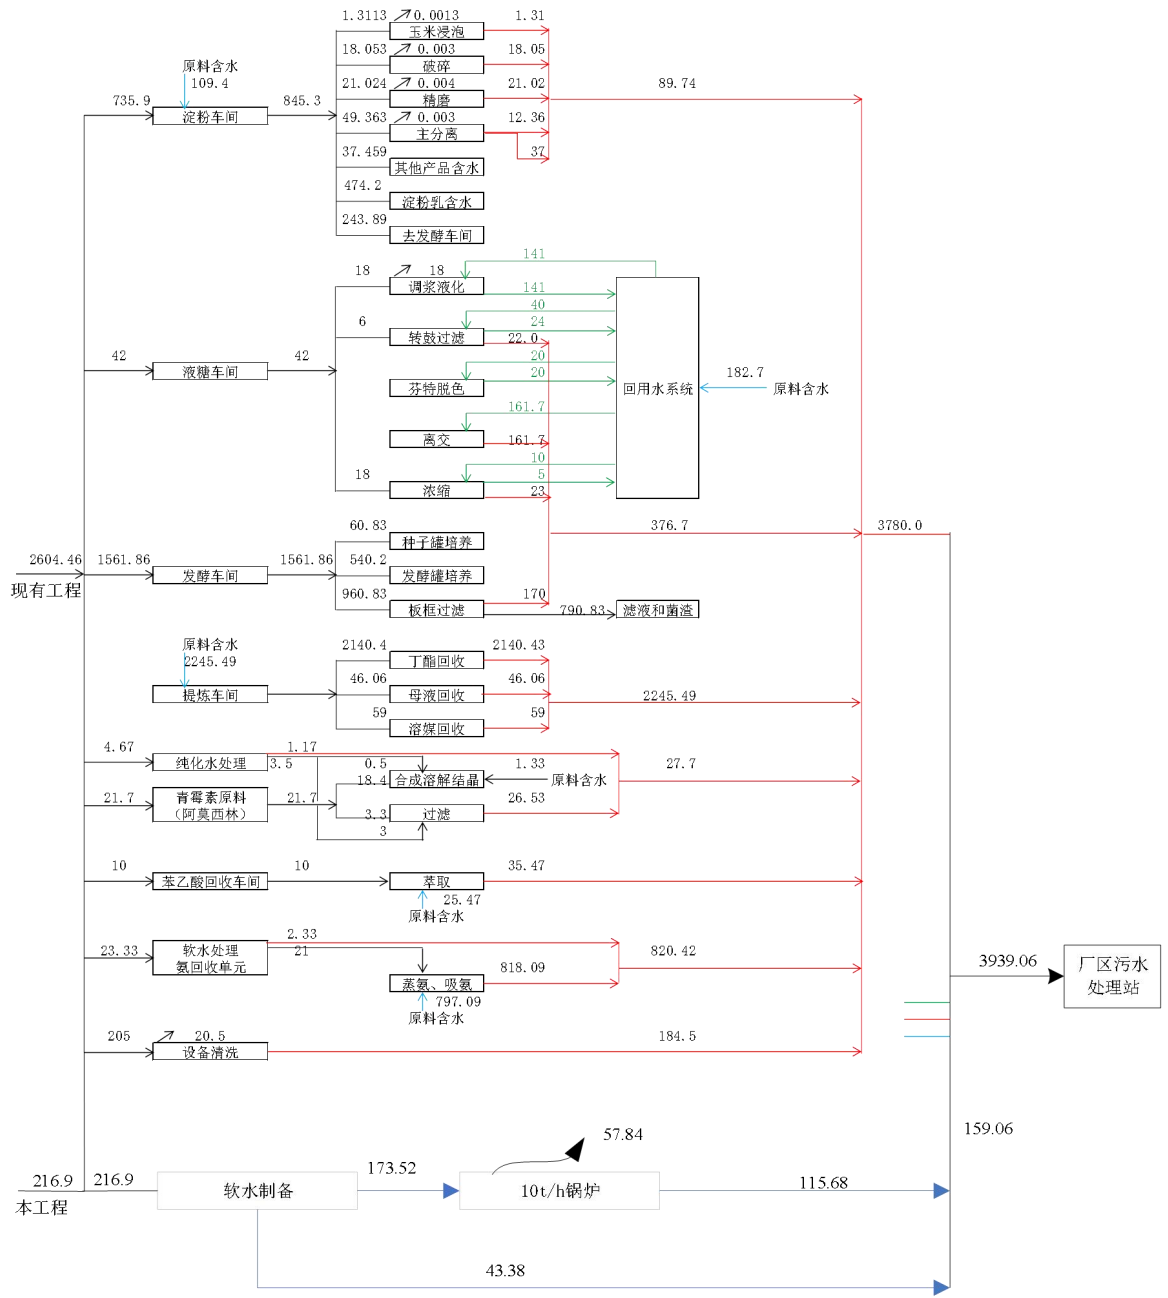 1.3113
0.0013
1.31
玉米浸泡
18.053
0.003
18.05
破碎
原料含水
109.4
21.024
0.004
21.02
89.74
精磨
735.9
淀粉车间
845.3
49.363
0.003
12.36
主分离
37
37.459
其他产品含水
474.2
淀粉乳含水
243.89
去发酵车间
141
18
18
调浆液化
141
40
6
24
转鼓过滤
22.0
42
液糖车间
42
20
20
芬特脱色
回用水系统
182.7
原料含水
161.7
离交
161.7
10
18
5
浓缩
23
60.83
376.7
3780.0
种子罐培养
2604.46
1561.86
发酵车间
1561.86
540.2
发酵罐培养
现有工程
960.83
170
板框过滤
790.83
滤液和菌渣
原料含水
2245.49
2140.4
2140.43
丁酯回收
提炼车间
46.06
46.06
2245.49
母液回收
59
59
溶媒回收
4.67
纯化水处理
1.17
3.5
0.5
1.33
27.7
18.4
合成溶解结晶
原料含水
21.7
青霉素原料
（阿莫西林）
21.7
26.53
3.3
过滤
3
10
苯乙酸回收车间
10
35.47
萃取
25.47
原料含水
2.33
23.33
软水处理
氨回收单元
21
820.42
818.09
蒸氨、吸氨
797.09
原料含水
3939.06
厂区污水
处理站
205
20.5
设备清洗
184.5
159.06
57.84
216.9
216.9
软水制备
173.52
10t/h锅炉
115.68
本工程
43.38